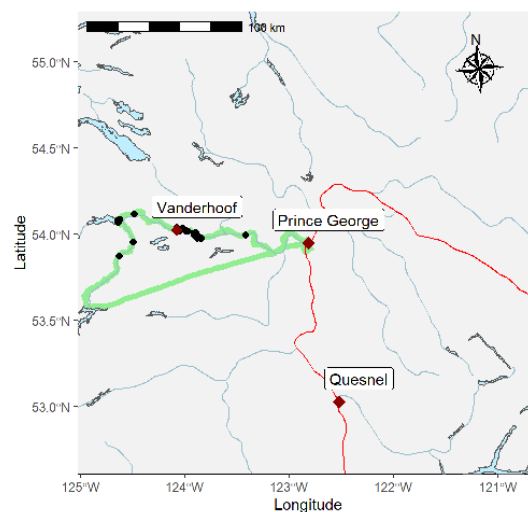 100 km
N
55.0°N
54.5°N
54.0°N
53.5°N
53.0°N
Latitude
Vanderhoof
Prince George
Quesnel
125°W 124°W 123°W 122°W 121°W
Longitude